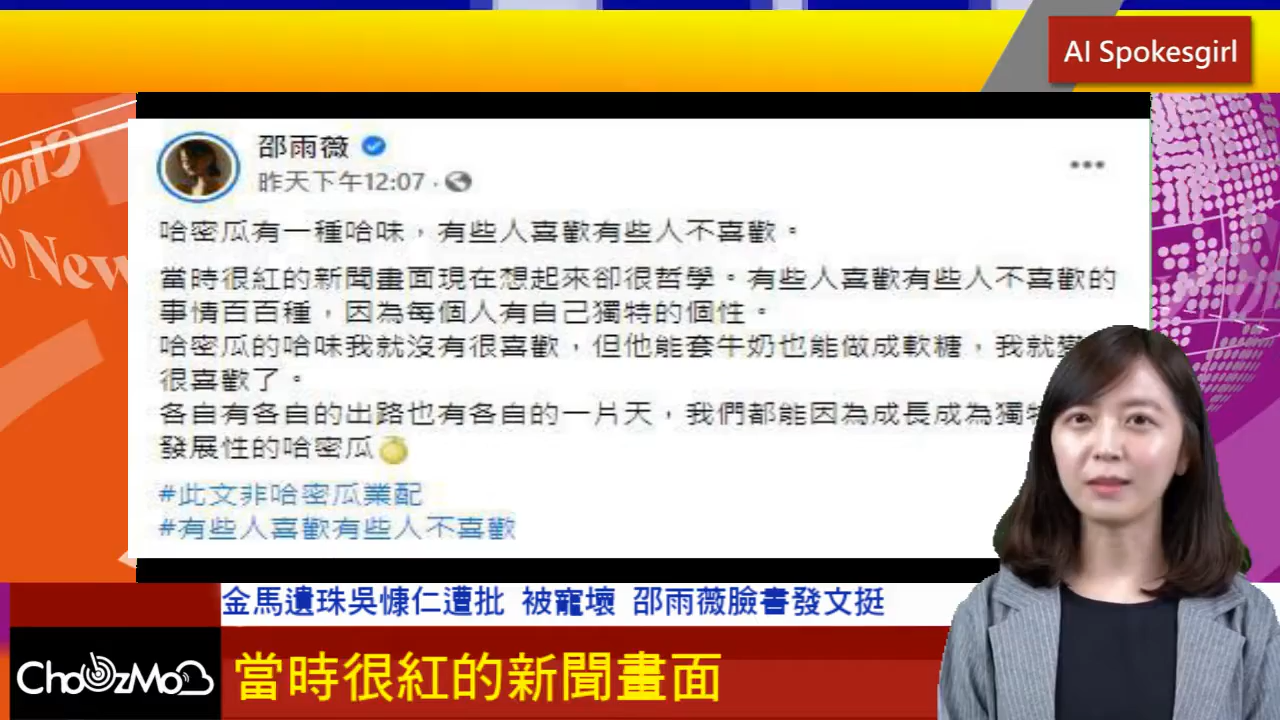 AI Spokesgirl
邵雨薇
昨天下午12:07 ·
哈密瓜有一種哈味，有些人喜歡有些人不喜歡。
當時很紅的新聞畫面現在想起來卻很哲學。有些人喜歡有些人不喜歡的
事情百百種，因為每個人有自己獨特的個性。
哈密瓜的哈味我就沒有很喜歡，但他能套牛奶也能做成軟糖，我就變
很喜歡了。
各自有各自的出路也有各自的一片天，我們都能因為成長成為獨特
發展性的哈密瓜
#此文非哈密瓜業配
#有些人喜歡有些人不喜歡
金馬遺珠吳慷仁遭批 被寵壞 邵雨薇臉書發文挺
ChoozMo
當時很紅的新聞畫面